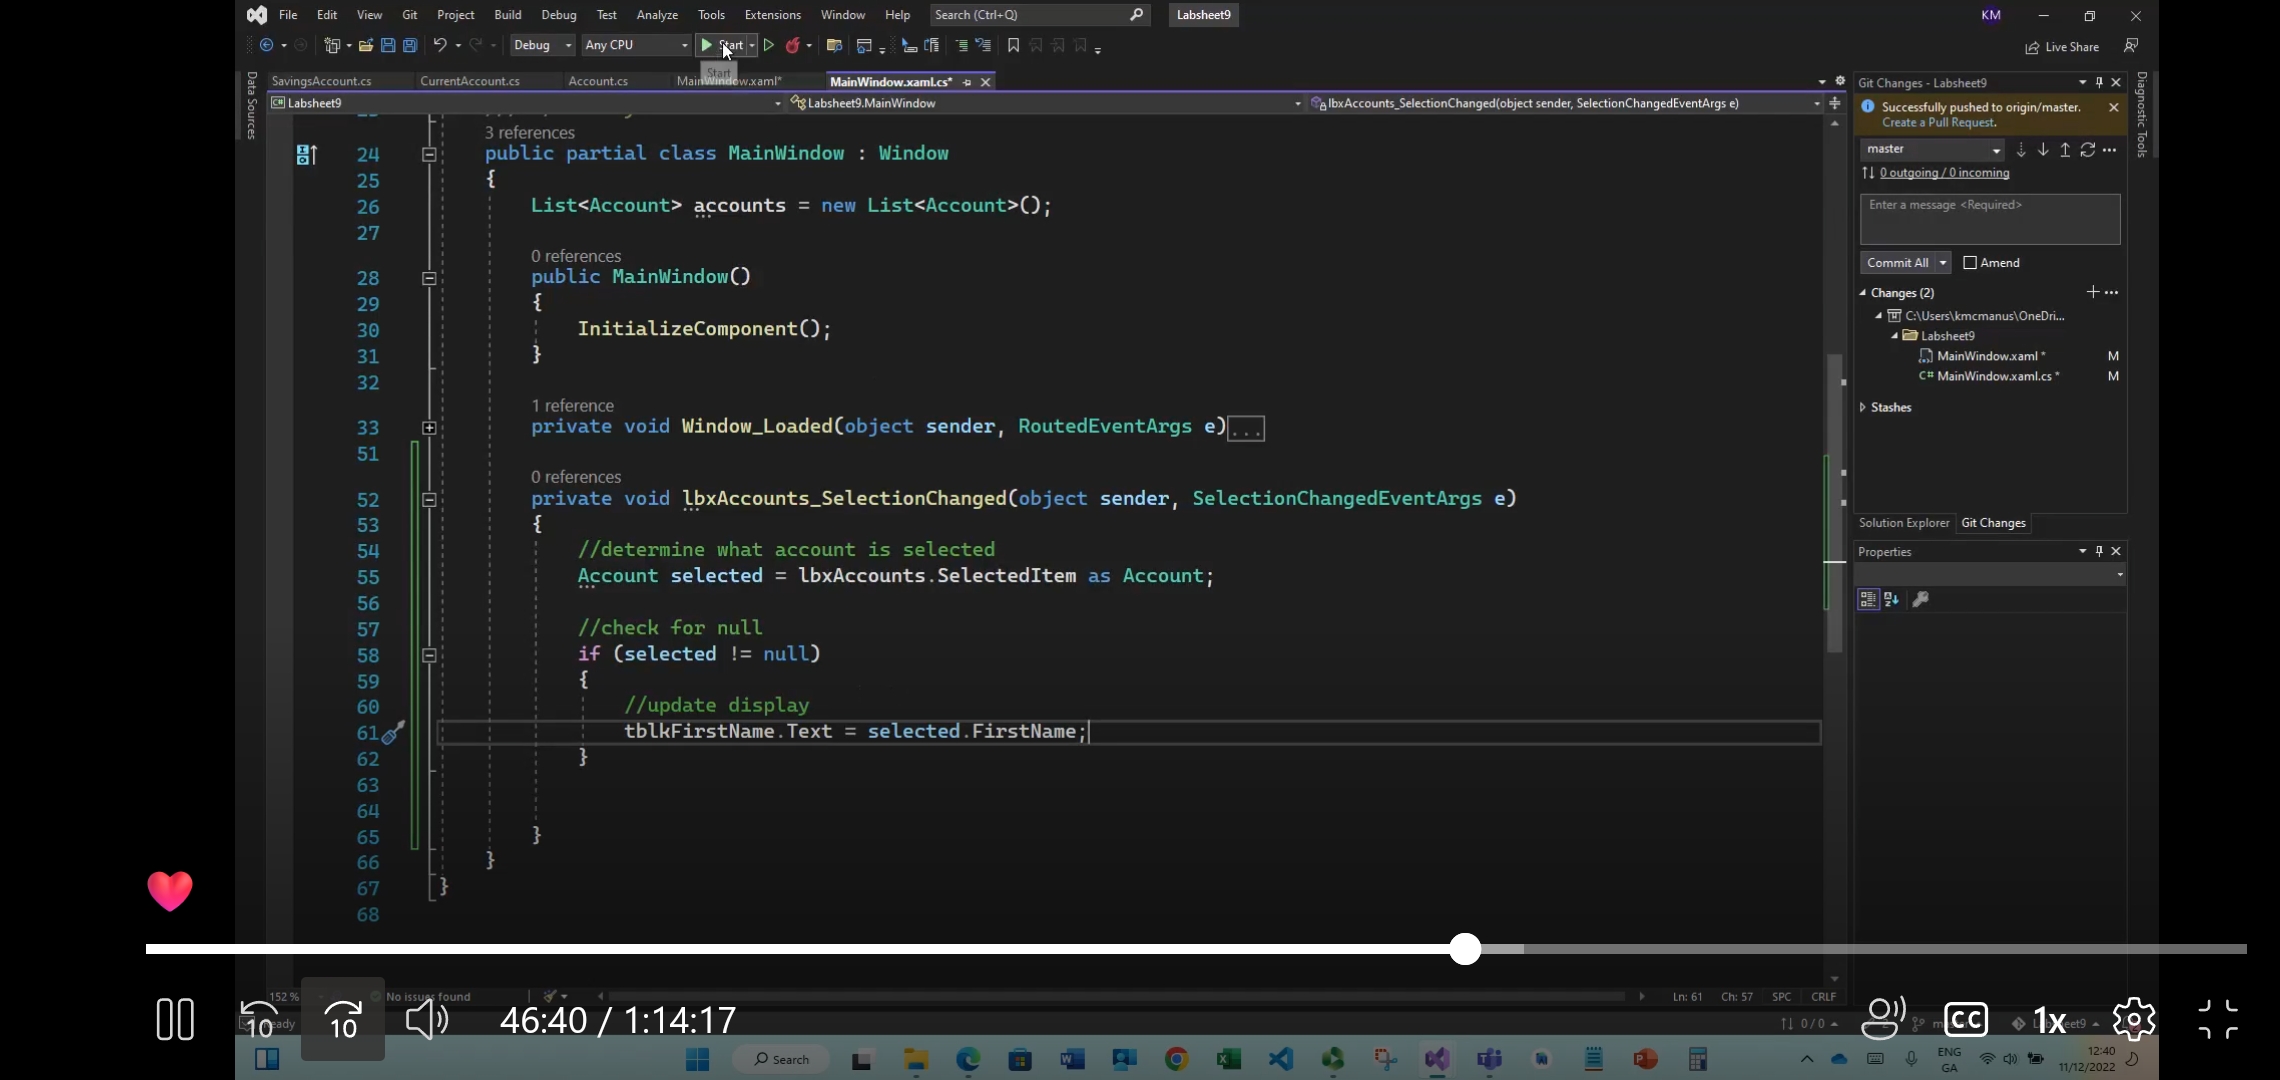 File Edit View Git Project Build Debug Test Analyze Tools Extensions Window Help Search (Ctrl+Q) Labsheet9 KM
Debug Any CPU Start Live Share
Start
SavingsAccount.cs CurrentAccount.cs Account.cs MainWindow.xaml* MainWindow.xaml.cs*
Labsheet9 Labsheet9.MainWindow lbxAccounts_SelectionChanged(object sender, SelectionChangedEventArgs e)
Data Sources
3 references
24 public partial class MainWindow : Window
25 {
26 List<Account> accounts = new List<Account>();
27
0 references
28 public MainWindow()
29 {
30 InitializeComponent();
31 }
32
1 reference
33 private void Window_Loaded(object sender, RoutedEventArgs e)...
51
0 references
52 private void lbxAccounts_SelectionChanged(object sender, SelectionChangedEventArgs e)
53 {
54 //determine what account is selected
55 Account selected = lbxAccounts.SelectedItem as Account;
56
57 //check for null
58 if (selected != null)
59 {
60 //update display
61 tblkFirstName.Text = selected.FirstName;
62 }
63
64
65 }
66 }
67 }
68
152 % No issues found Ln: 61 Ch: 57 SPC CRLF
Git Changes - Labsheet9
Successfully pushed to origin/master.
Create a Pull Request.
master
0 outgoing / 0 incoming
Enter a message <Required>
Commit All Amend
Changes (2)
C:\Users\kmcmanus\OneDri...
Labsheet9
MainWindow.xaml * M
C# MainWindow.xaml.cs * M
Stashes
Solution Explorer Git Changes
Properties
Diagnostic Tools
10 10 46:40 / 1:14:17 0 / 0 CC 1x
Search
ENG
GA
12:40
11/12/2022